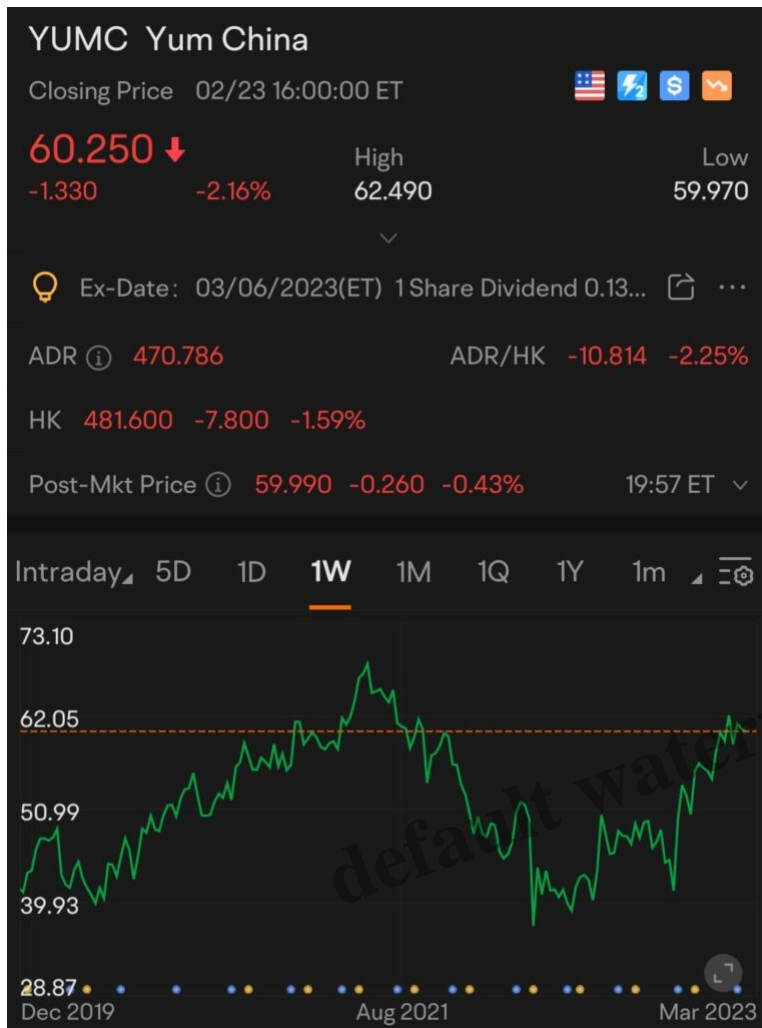 YUMC Yum China
Closing Price 02/23 16:00:00 ET
60.250
High Low
-1.330 -2.16% 62.490 59.970
Ex-Date: 03/06/2023(ET) 1 Share Dividend 0.13...
ADR 470.786 ADR/HK -10.814 -2.25%
HK 481.600 -7.800 -1.59%
Post-Mkt Price 59.990 -0.260 -0.43% 19:57 ET
Intraday 5D 1D 1W 1M 1Q 1Y 1m
73.10
62.05
50.99
default water
39.93
28.87
Dec 2019 Aug 2021 Mar 2023